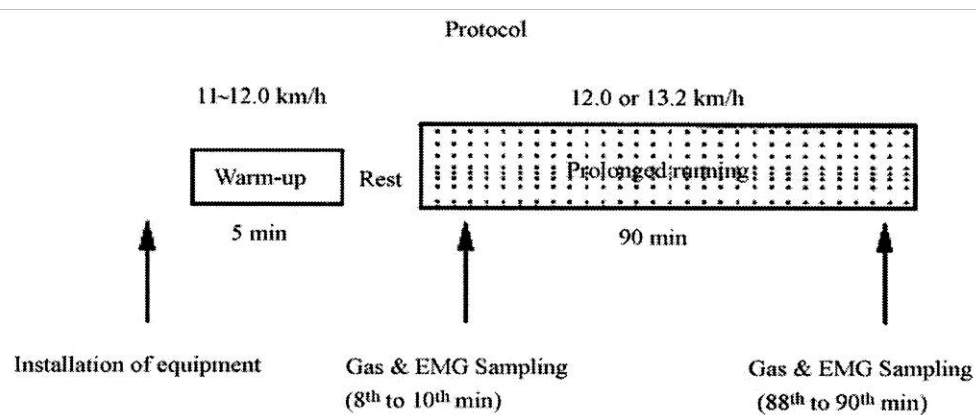 Protocol
11~12.0 km/h
12.0 or 13.2 km/h
Warm-up
Rest
Prolonged running
5 min
90 min
Installation of equipment
Gas & EMG Sampling
(8th to 10th min)
Gas & EMG Sampling
(88th to 90th min)